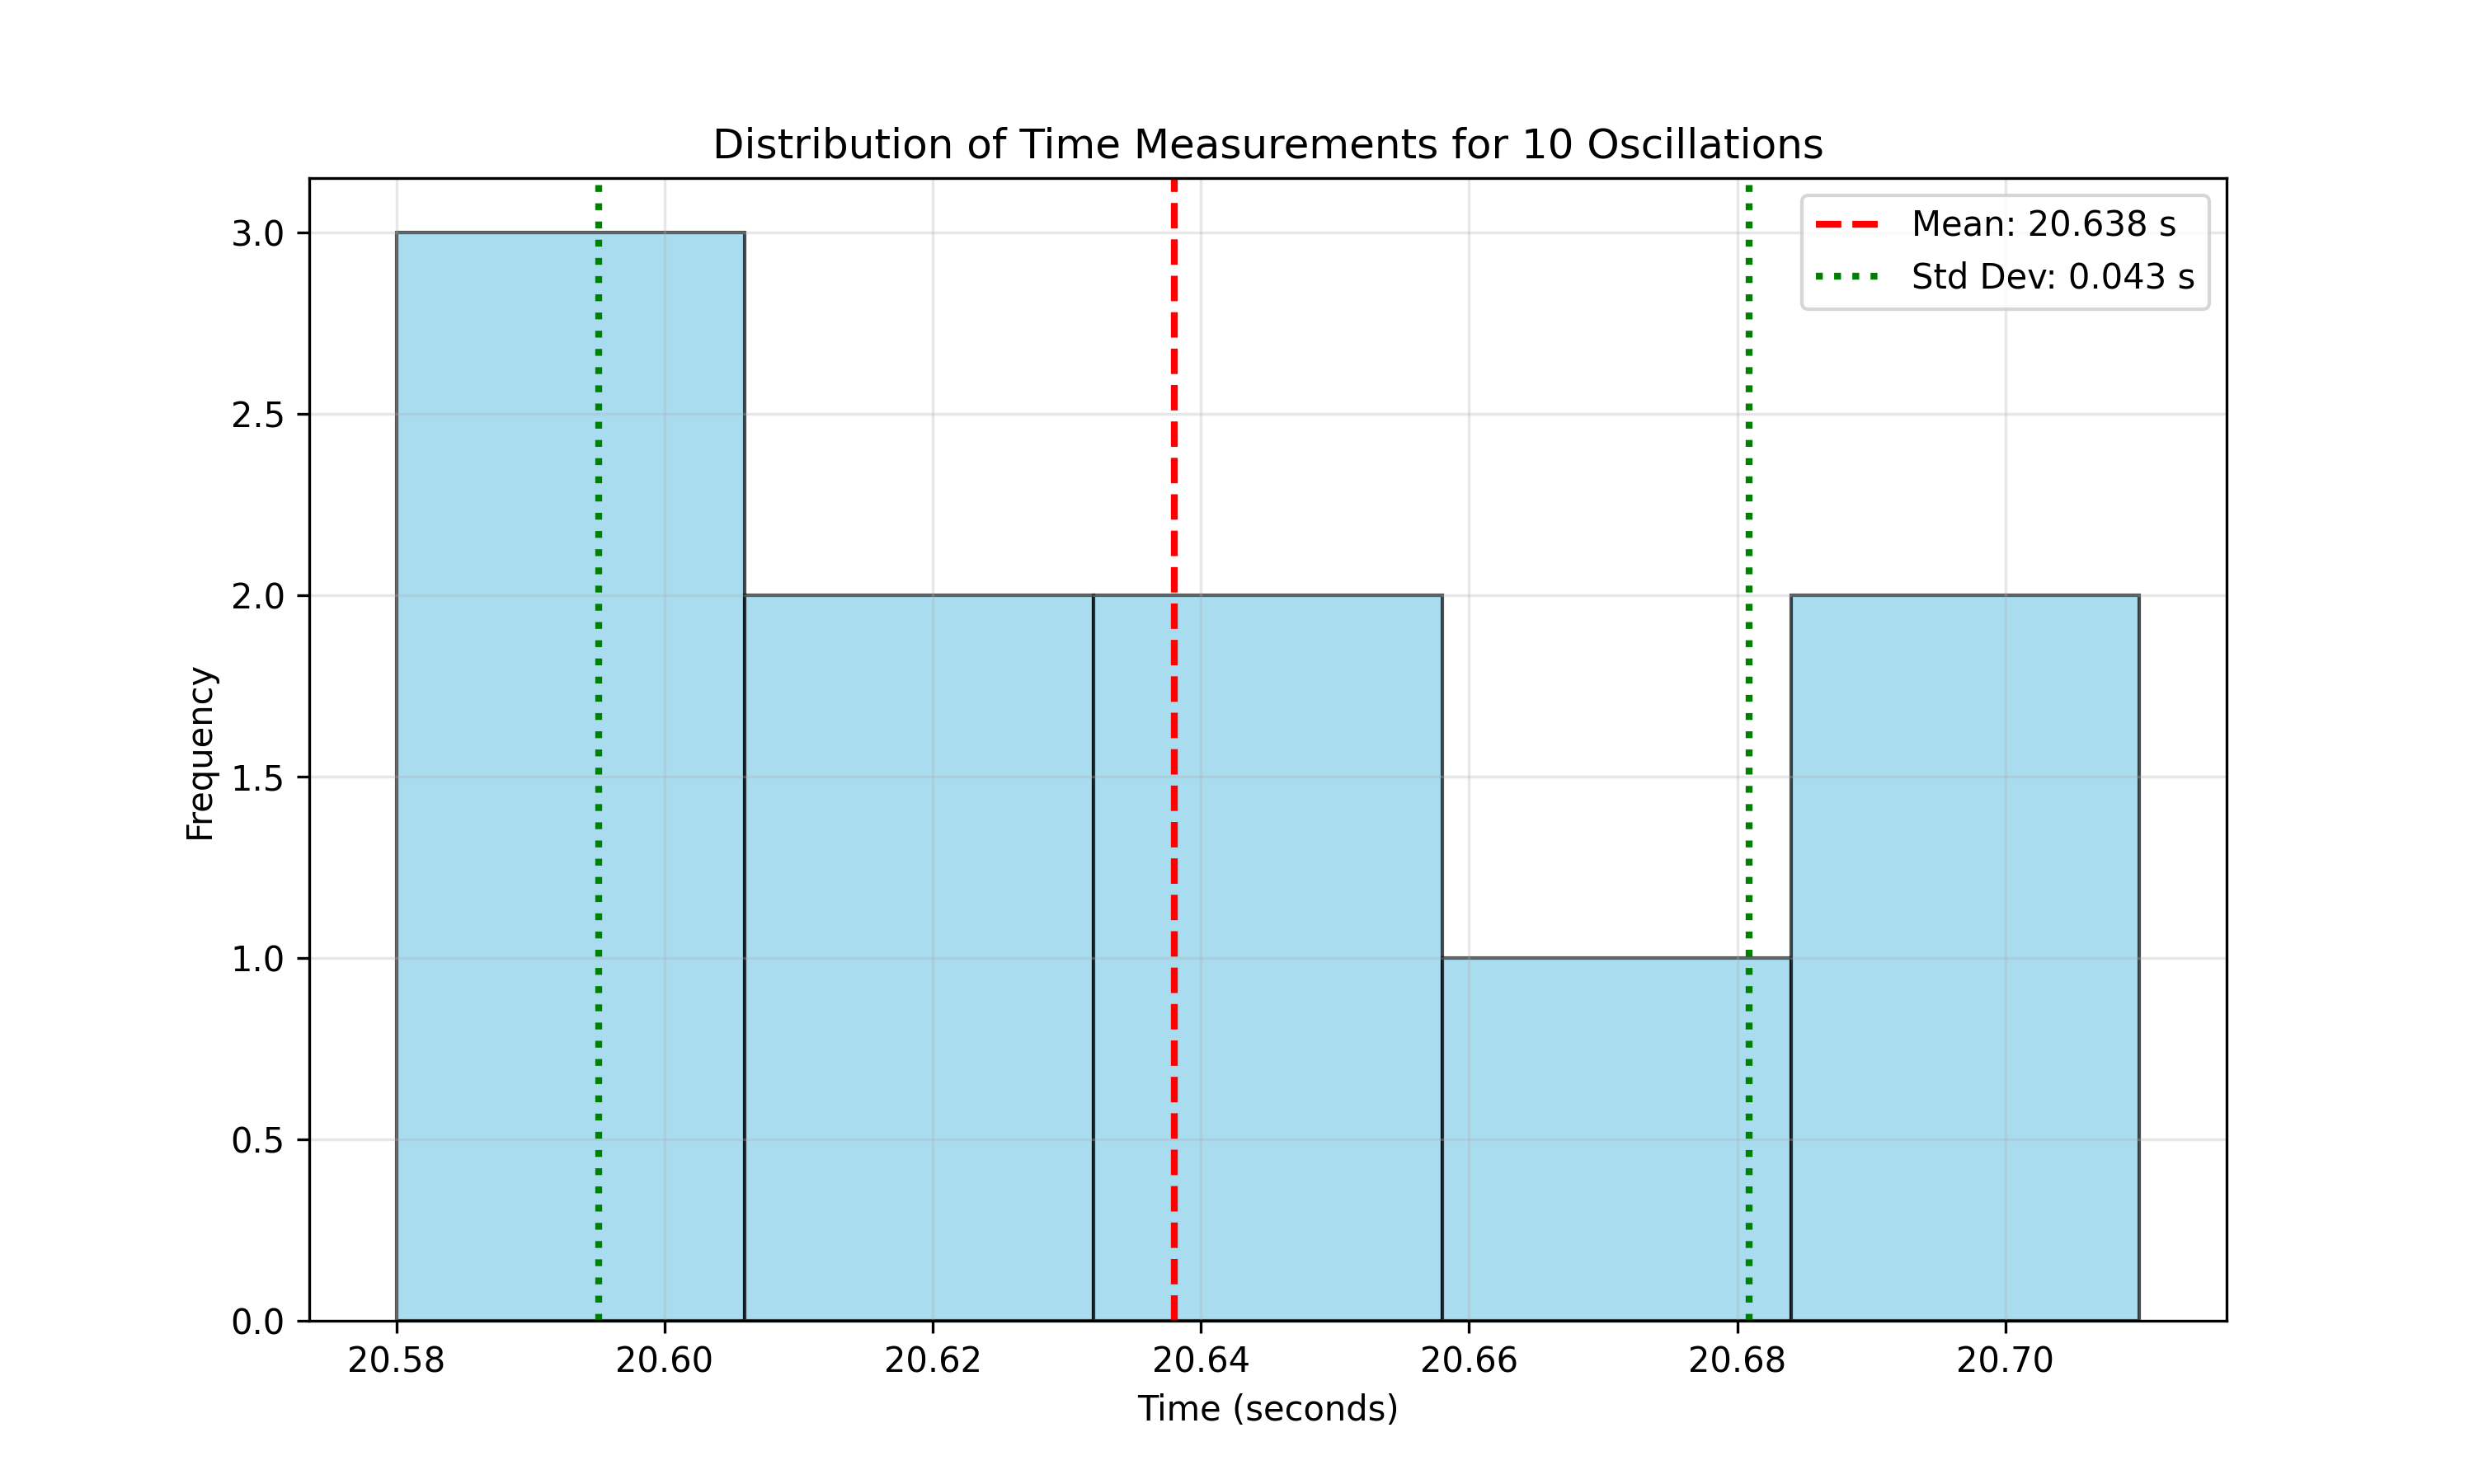 Distribution of Time Measurements for 10 Oscillations
Mean: 20.638 s
Std Dev: 0.043 s
3.0
2.5
2.0
1.5
1.0
0.5
0.0
Frequency
20.58 20.60 20.62 20.64 20.66 20.68 20.70
Time (seconds)